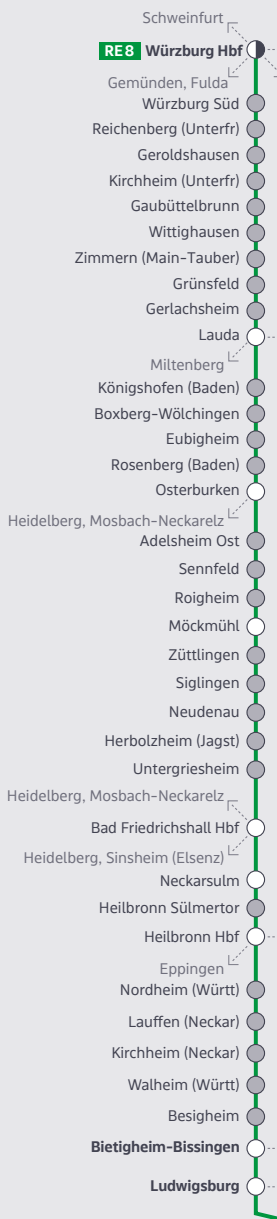 Schweinfurt
RE8 Würzburg Hbf
Gemünden, Fulda
Würzburg Süd
Reichenberg (Unterfr)
Geroldshausen
Kirchheim (Unterfr)
Gaubüttelbrunn
Wittighausen
Zimmern (Main-Tauber)
Grünsfeld
Gerlachsheim
Lauda
Miltenberg
Königshofen (Baden)
Boxberg-Wölchingen
Eubigheim
Rosenberg (Baden)
Osterburken
Heidelberg, Mosbach-Neckarelz
Adelsheim Ost
Sennfeld
Roigheim
Möckmühl
Züttlingen
Siglingen
Neudenau
Herbolzheim (Jagst)
Untergriesheim
Heidelberg, Mosbach-Neckarelz
Bad Friedrichshall Hbf
Heidelberg, Sinsheim (Elsenz)
Neckarsulm
Heilbronn Sülmertor
Heilbronn Hbf
Eppingen
Nordheim (Württ)
Lauffen (Neckar)
Kirchheim (Neckar)
Walheim (Württ)
Besigheim
Bietigheim-Bissingen
Ludwigsburg